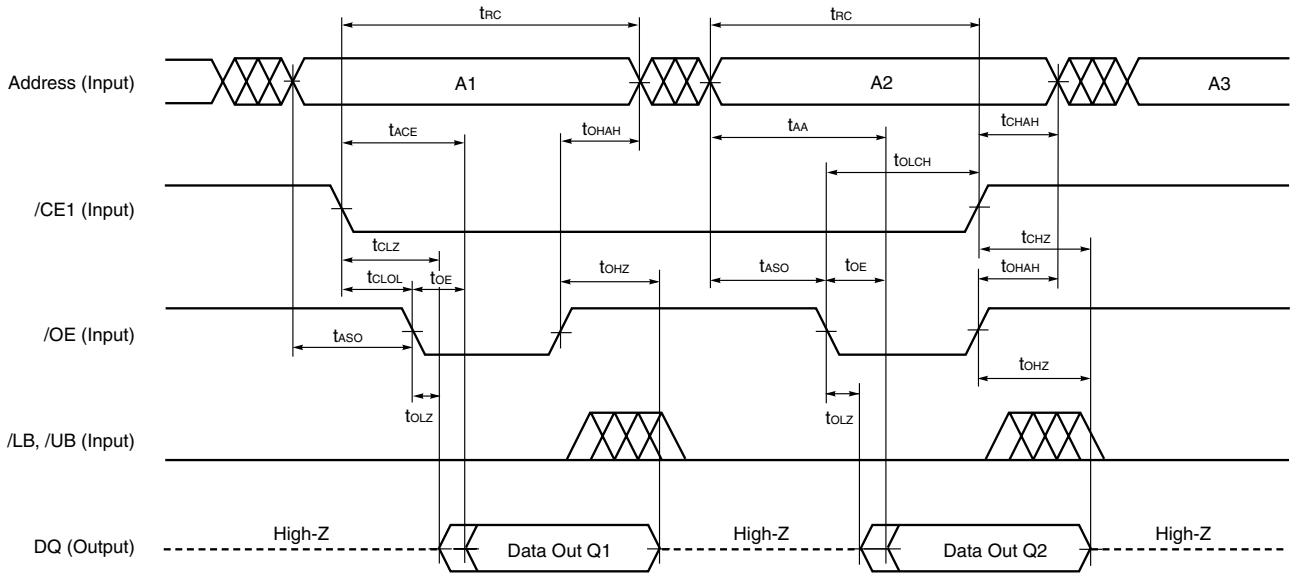 tRC tRC
Address (Input) A1 A2 A3
tACE tOHAH tAA tCHAH
tOLCH
/CE1 (Input)
tCLZ tCHZ
tCLOL tOE tOHZ tASO tOE tOHAH
/OE (Input)
tASO tOHZ
tOLZ tOLZ
/LB, /UB (Input)
High-Z High-Z High-Z
DQ (Output) Data Out Q1 Data Out Q2